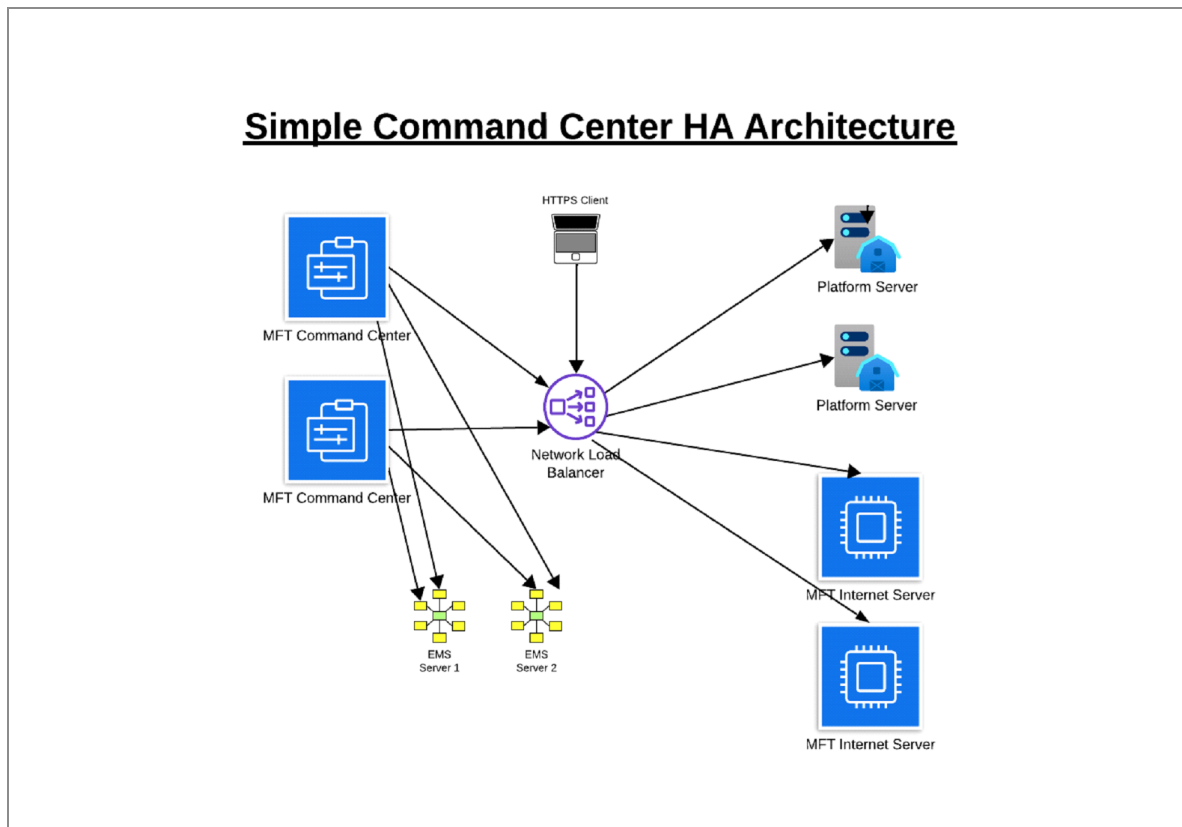 Simple Command Center HA Architecture
HTTPS Client
MFT Command Center
Platform Server
Platform Server
MFT Command Center
Network Load
Balancer
MFT Internet Server
EMS
Server 1
EMS
Server 2
MFT Internet Server